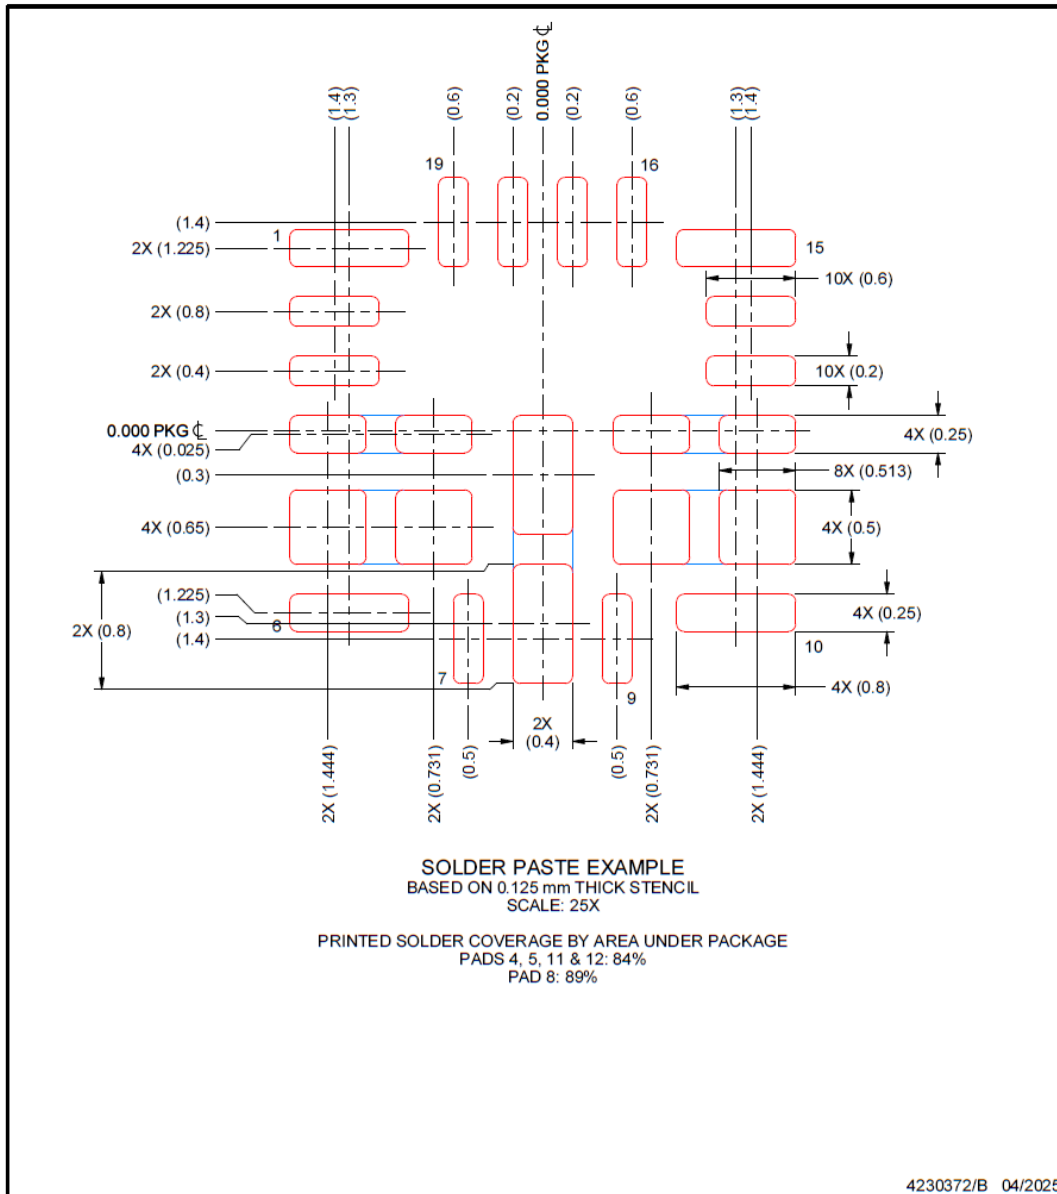 0.000 PKG ℄
(1.4)
(1.3)
(0.6)
(0.2)
(0.2)
(0.6)
(1.3)
(1.4)
19
16
(1.4)
1
2X (1.225)
15
10X (0.6)
2X (0.8)
2X (0.4)
10X (0.2)
0.000 PKG ℄
4X (0.025)
4X (0.25)
(0.3)
8X (0.513)
4X (0.65)
4X (0.5)
(1.225)
(1.3)
(1.4)
2X (0.8)
6
4X (0.25)
7
9
10
4X (0.8)
2X
(0.4)
2X (1.444)
2X (0.731)
(0.5)
(0.5)
2X (0.731)
2X (1.444)
SOLDER PASTE EXAMPLE
BASED ON 0.125 mm THICK STENCIL
SCALE: 25X
PRINTED SOLDER COVERAGE BY AREA UNDER PACKAGE
PADS 4, 5, 11 & 12: 84%
PAD 8: 89%
4230372/B 04/2025